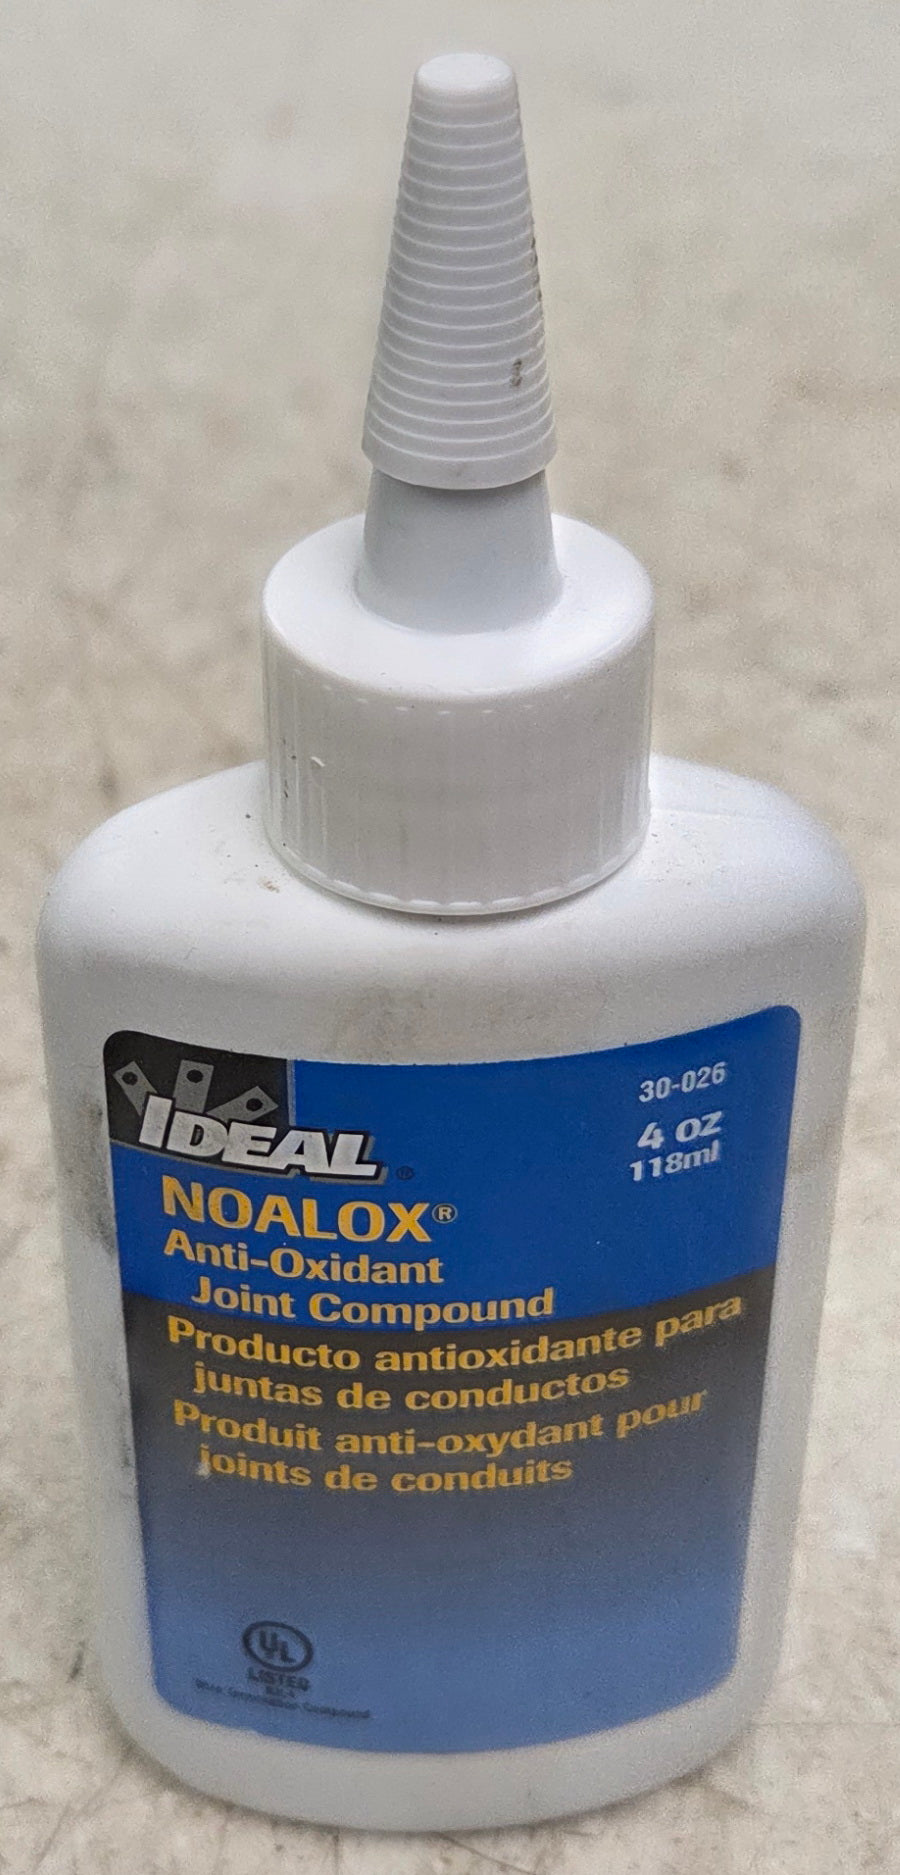 IDEAL
30-026
4 oz
118ml
NOALOX®
Anti-Oxidant
Joint Compound
Producto antioxidante para
juntas de conductos
Produit anti-oxydant pour
joints de conduits
UL
LISTED
Compound